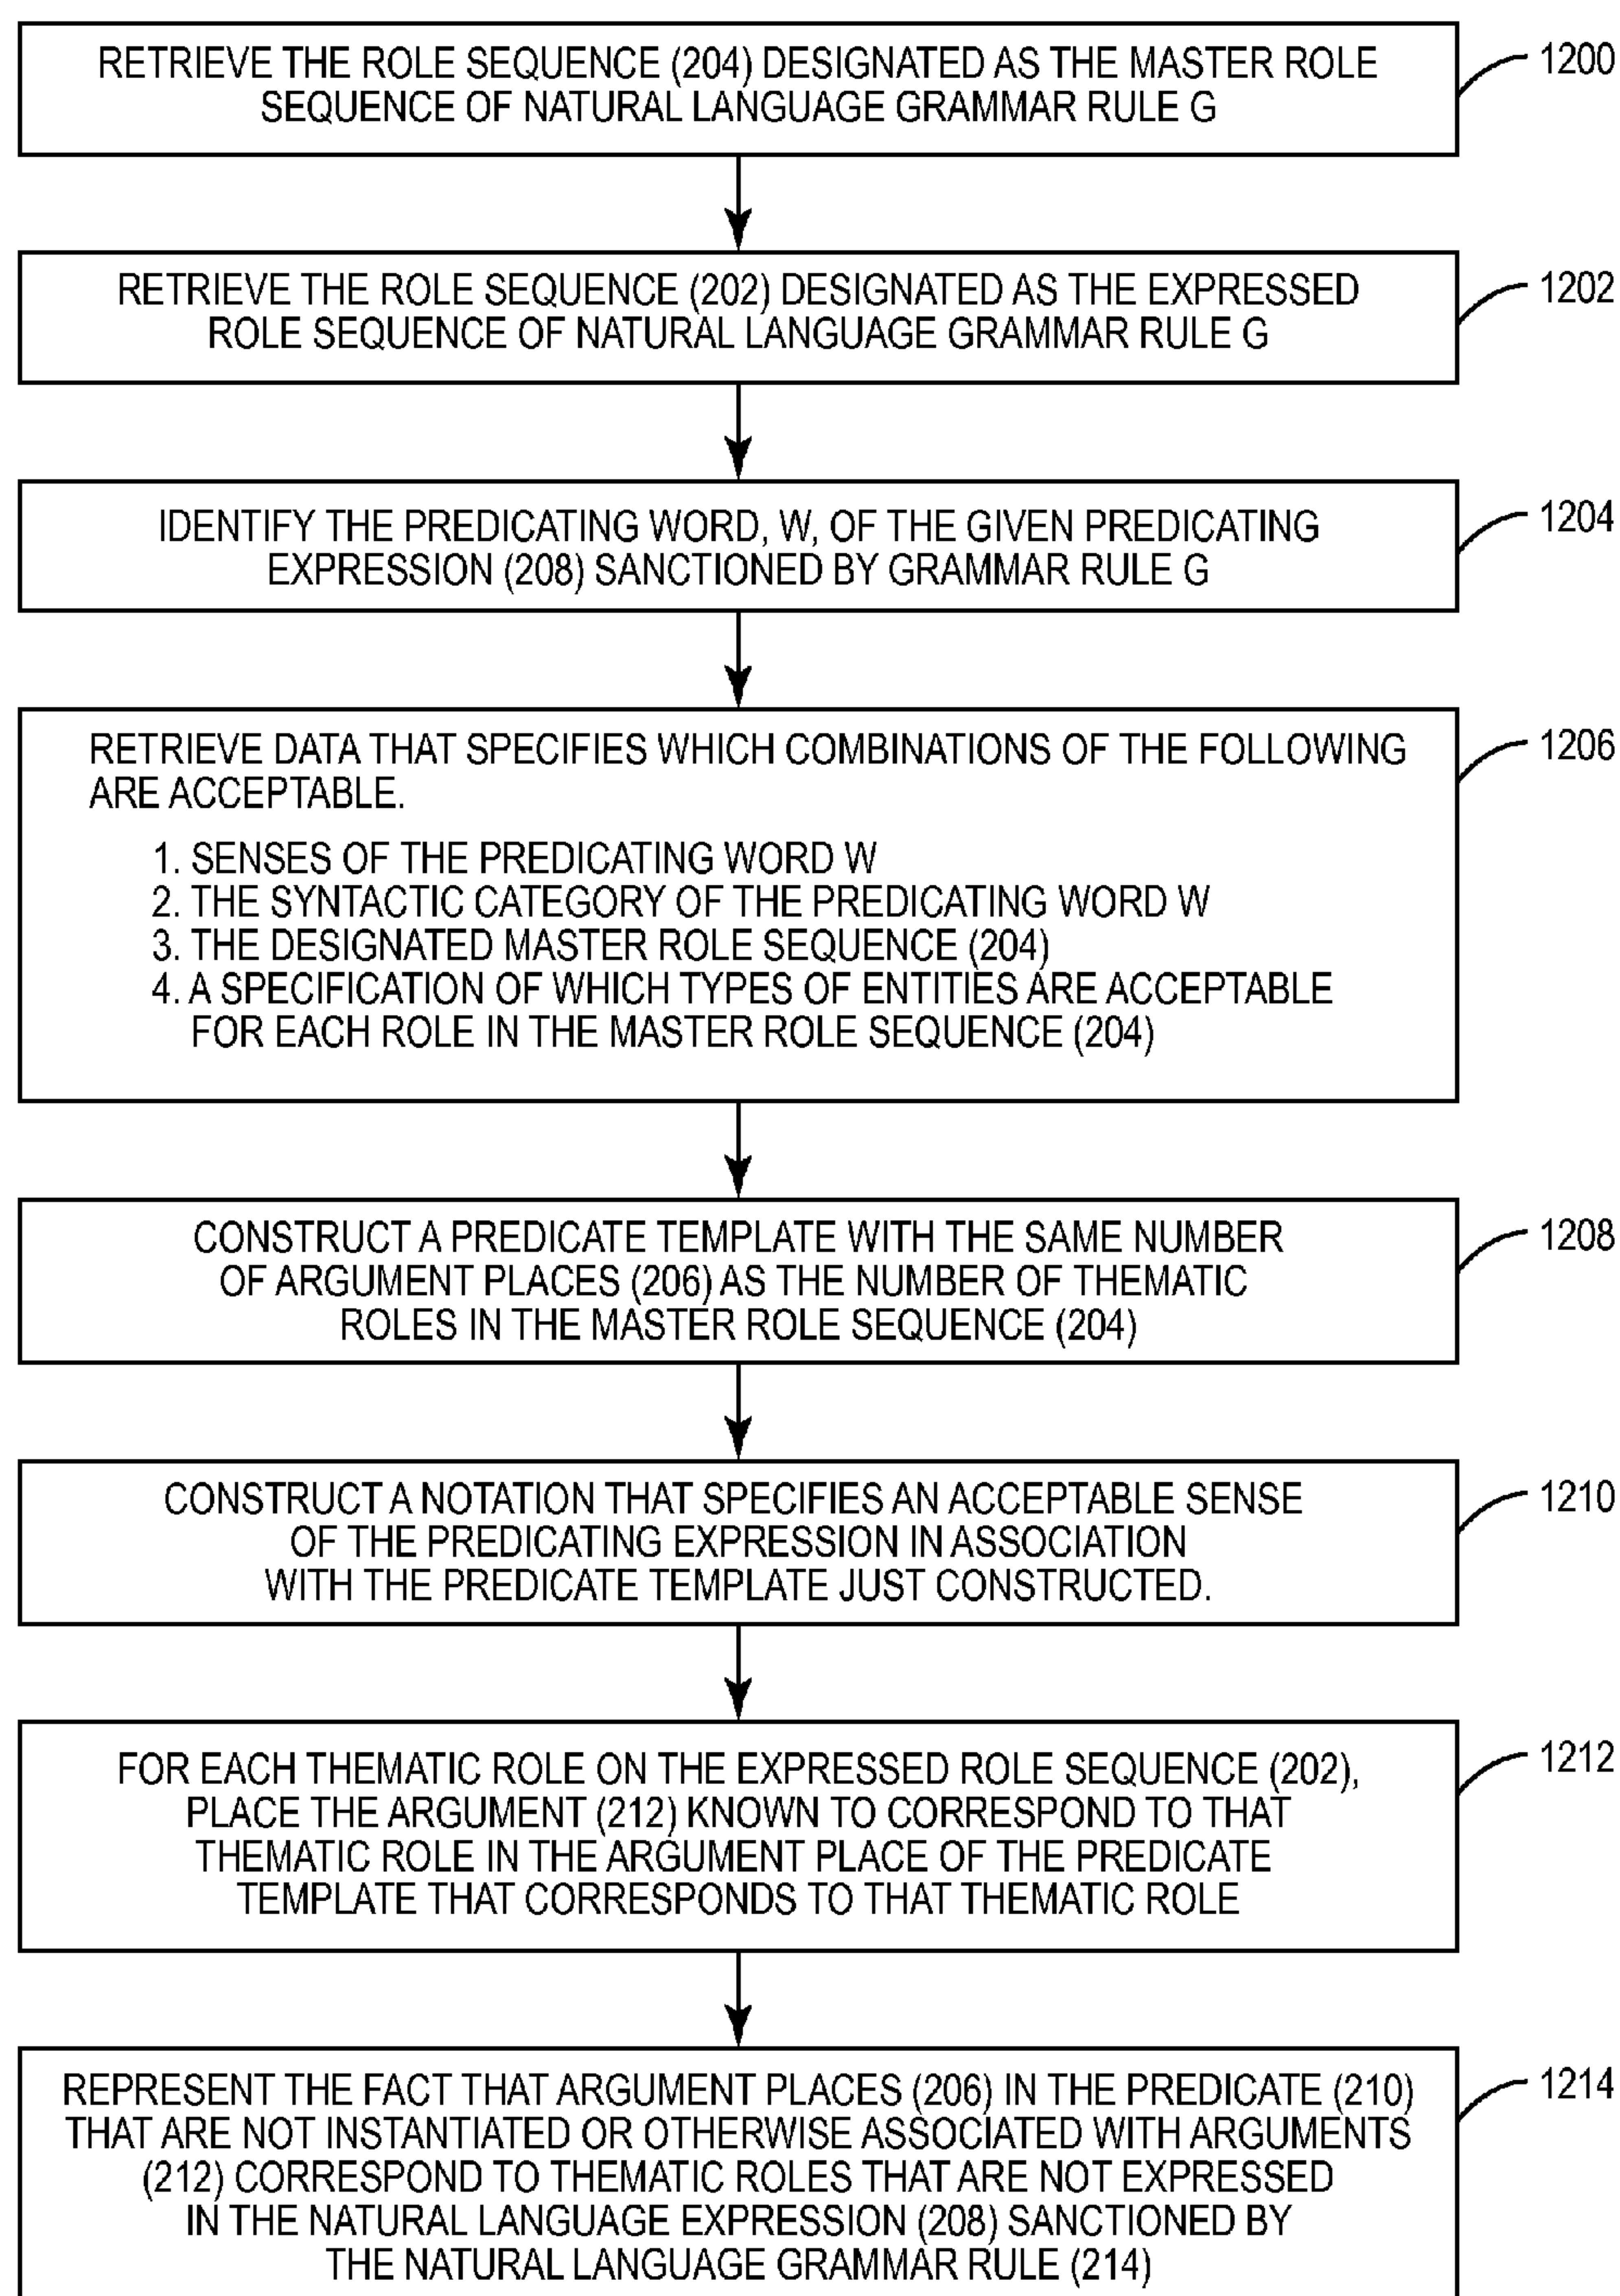 RETRIEVE THE ROLE SEQUENCE (204) DESIGNATED AS THE MASTER ROLE
SEQUENCE OF NATURAL LANGUAGE GRAMMAR RULE G
1200
RETRIEVE THE ROLE SEQUENCE (202) DESIGNATED AS THE EXPRESSED
ROLE SEQUENCE OF NATURAL LANGUAGE GRAMMAR RULE G
1202
IDENTIFY THE PREDICATING WORD, W, OF THE GIVEN PREDICATING
EXPRESSION (208) SANCTIONED BY GRAMMAR RULE G
1204
RETRIEVE DATA THAT SPECIFIES WHICH COMBINATIONS OF THE FOLLOWING
ARE ACCEPTABLE.
1. SENSES OF THE PREDICATING WORD W
2. THE SYNTACTIC CATEGORY OF THE PREDICATING WORD W
3. THE DESIGNATED MASTER ROLE SEQUENCE (204)
4. A SPECIFICATION OF WHICH TYPES OF ENTITIES ARE ACCEPTABLE
FOR EACH ROLE IN THE MASTER ROLE SEQUENCE (204)
1206
CONSTRUCT A PREDICATE TEMPLATE WITH THE SAME NUMBER
OF ARGUMENT PLACES (206) AS THE NUMBER OF THEMATIC
ROLES IN THE MASTER ROLE SEQUENCE (204)
1208
CONSTRUCT A NOTATION THAT SPECIFIES AN ACCEPTABLE SENSE
OF THE PREDICATING EXPRESSION IN ASSOCIATION
WITH THE PREDICATE TEMPLATE JUST CONSTRUCTED.
1210
FOR EACH THEMATIC ROLE ON THE EXPRESSED ROLE SEQUENCE (202),
PLACE THE ARGUMENT (212) KNOWN TO CORRESPOND TO THAT
THEMATIC ROLE IN THE ARGUMENT PLACE OF THE PREDICATE
TEMPLATE THAT CORRESPONDS TO THAT THEMATIC ROLE
1212
REPRESENT THE FACT THAT ARGUMENT PLACES (206) IN THE PREDICATE (210)
THAT ARE NOT INSTANTIATED OR OTHERWISE ASSOCIATED WITH ARGUMENTS
(212) CORRESPOND TO THEMATIC ROLES THAT ARE NOT EXPRESSED
IN THE NATURAL LANGUAGE EXPRESSION (208) SANCTIONED BY
THE NATURAL LANGUAGE GRAMMAR RULE (214)
1214